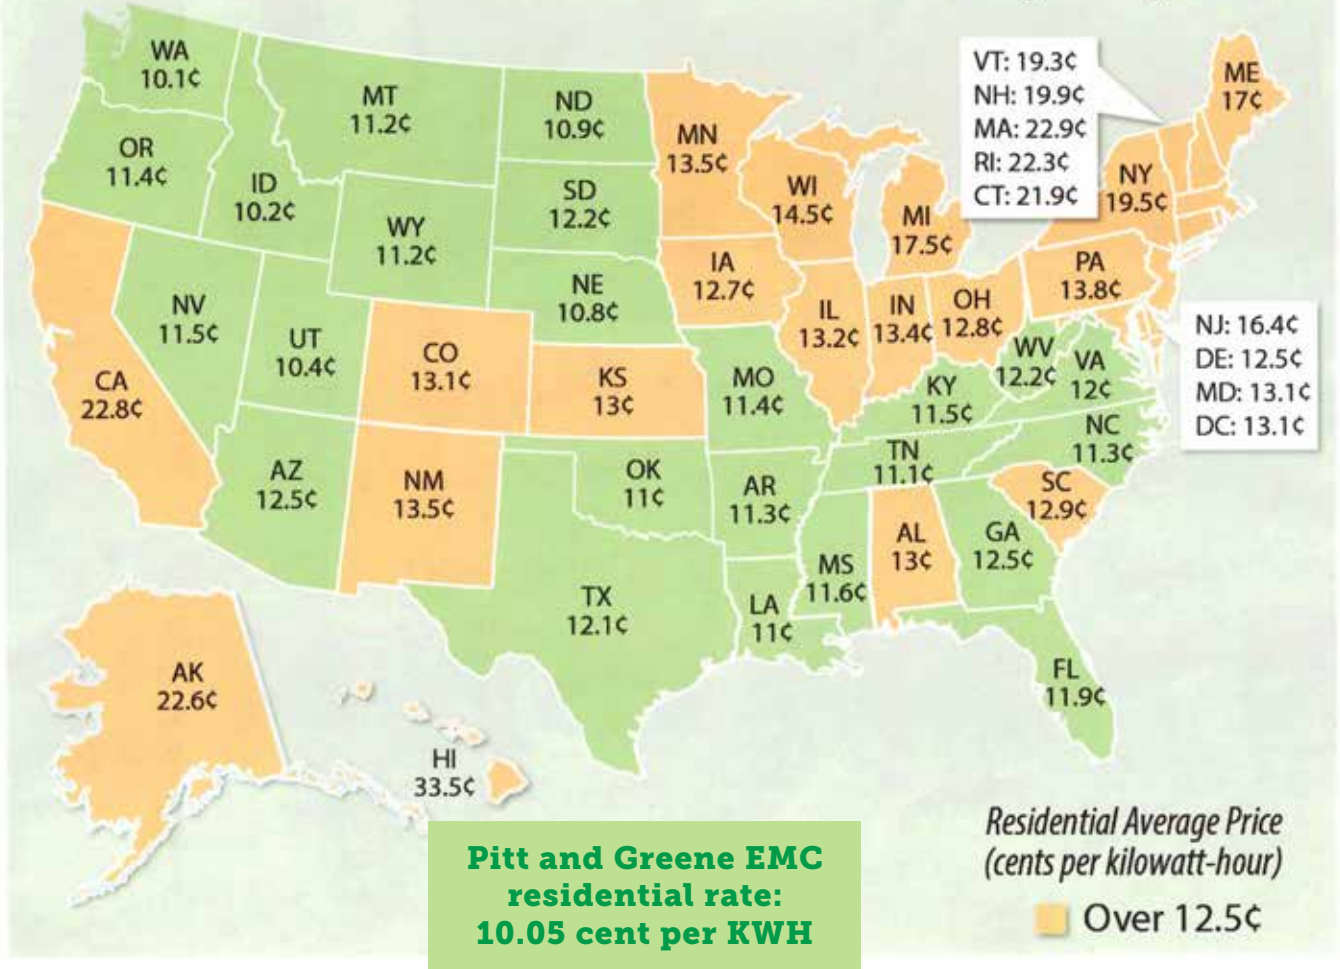 WA
10.1¢
OR
11.4¢
ID
10.2¢
MT
11.2¢
WY
11.2¢
ND
10.9¢
SD
12.2¢
NE
10.8¢
MN
13.5¢
WI
14.5¢
MI
17.5¢
IA
12.7¢
VT: 19.3¢
NH: 19.9¢
MA: 22.9¢
RI: 22.3¢
CT: 21.9¢
ME
17¢
NY
19.5¢
PA
13.8¢
NJ: 16.4¢
DE: 12.5¢
MD: 13.1¢
DC: 13.1¢
CA
22.8¢
NV
11.5¢
UT
10.4¢
CO
13.1¢
KS
13¢
MO
11.4¢
IL
13.2¢
IN
13.4¢
OH
12.8¢
WV
12.2¢
VA
12¢
KY
11.5¢
NC
11.3¢
TN
11.1¢
SC
12.9¢
AZ
12.5¢
NM
13.5¢
OK
11¢
AR
11.3¢
TX
12.1¢
LA
11¢
MS
11.6¢
AL
13¢
GA
12.5¢
FL
11.9¢
AK
22.6¢
HI
33.5¢
Pitt and Greene EMC
residential rate:
10.05 cent per KWH
Residential Average Price
(cents per kilowatt-hour)
Over 12.5¢